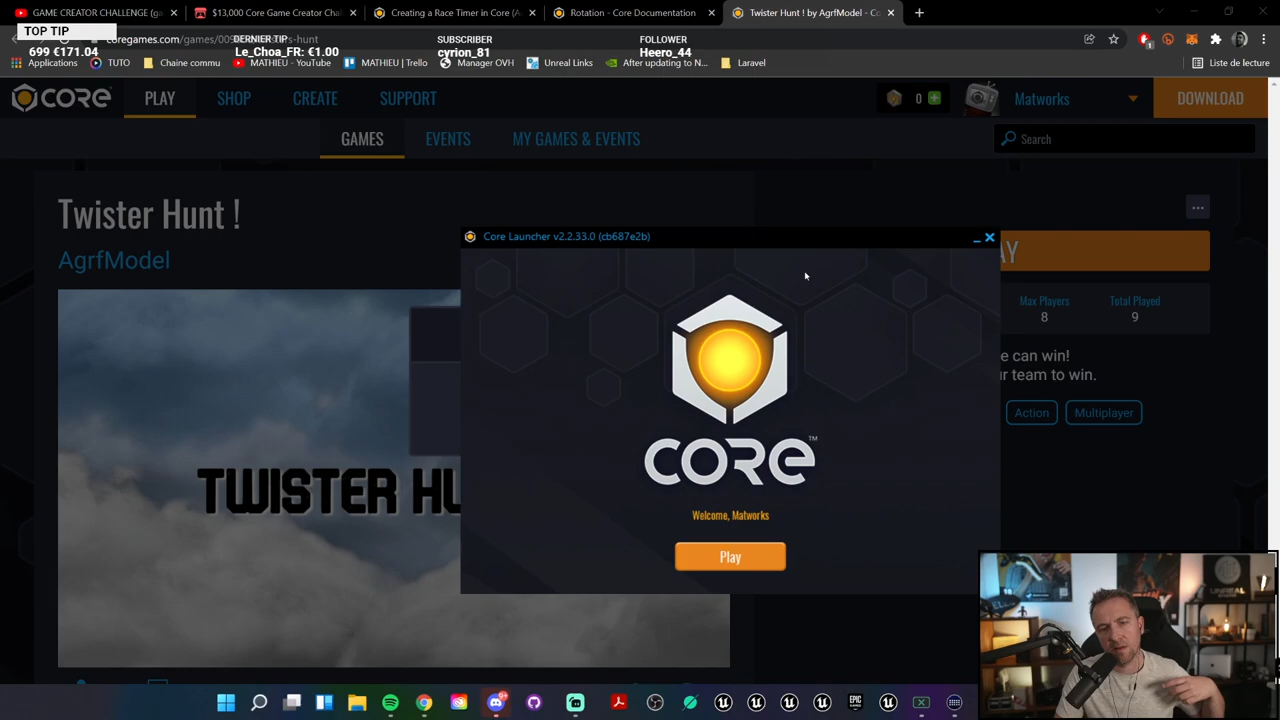 GAME CREATOR CHALLENGE (ga
$13,000 Core Game Creator Chal
Creating a Race Timer in Core (A
Rotation - Core Documentation
Twister Hunt ! by AgrfModel - Co
TOP TIP
699 €171.04
DERNIER TIP
Le_Choa_FR: €1.00
SUBSCRIBER
cyrion_81
FOLLOWER
Heero_44
Applications
TUTO
Chaine commu
MATHIEU - YouTube
MATHIEU | Trello
Manager OVH
Unreal Links
After updating to N...
Laravel
Liste de lecture
CORE
PLAY
SHOP
CREATE
SUPPORT
0
Matworks
DOWNLOAD
GAMES
EVENTS
MY GAMES & EVENTS
Search
Twister Hunt !
AgrfModel
Core Launcher v2.2.33.0 (cb687e2b)
AY
Max Players
8
Total Played
9
e can win!
ur team to win.
Action
Multiplayer
TWISTER HU
CORE™
Welcome, Matworks
Play